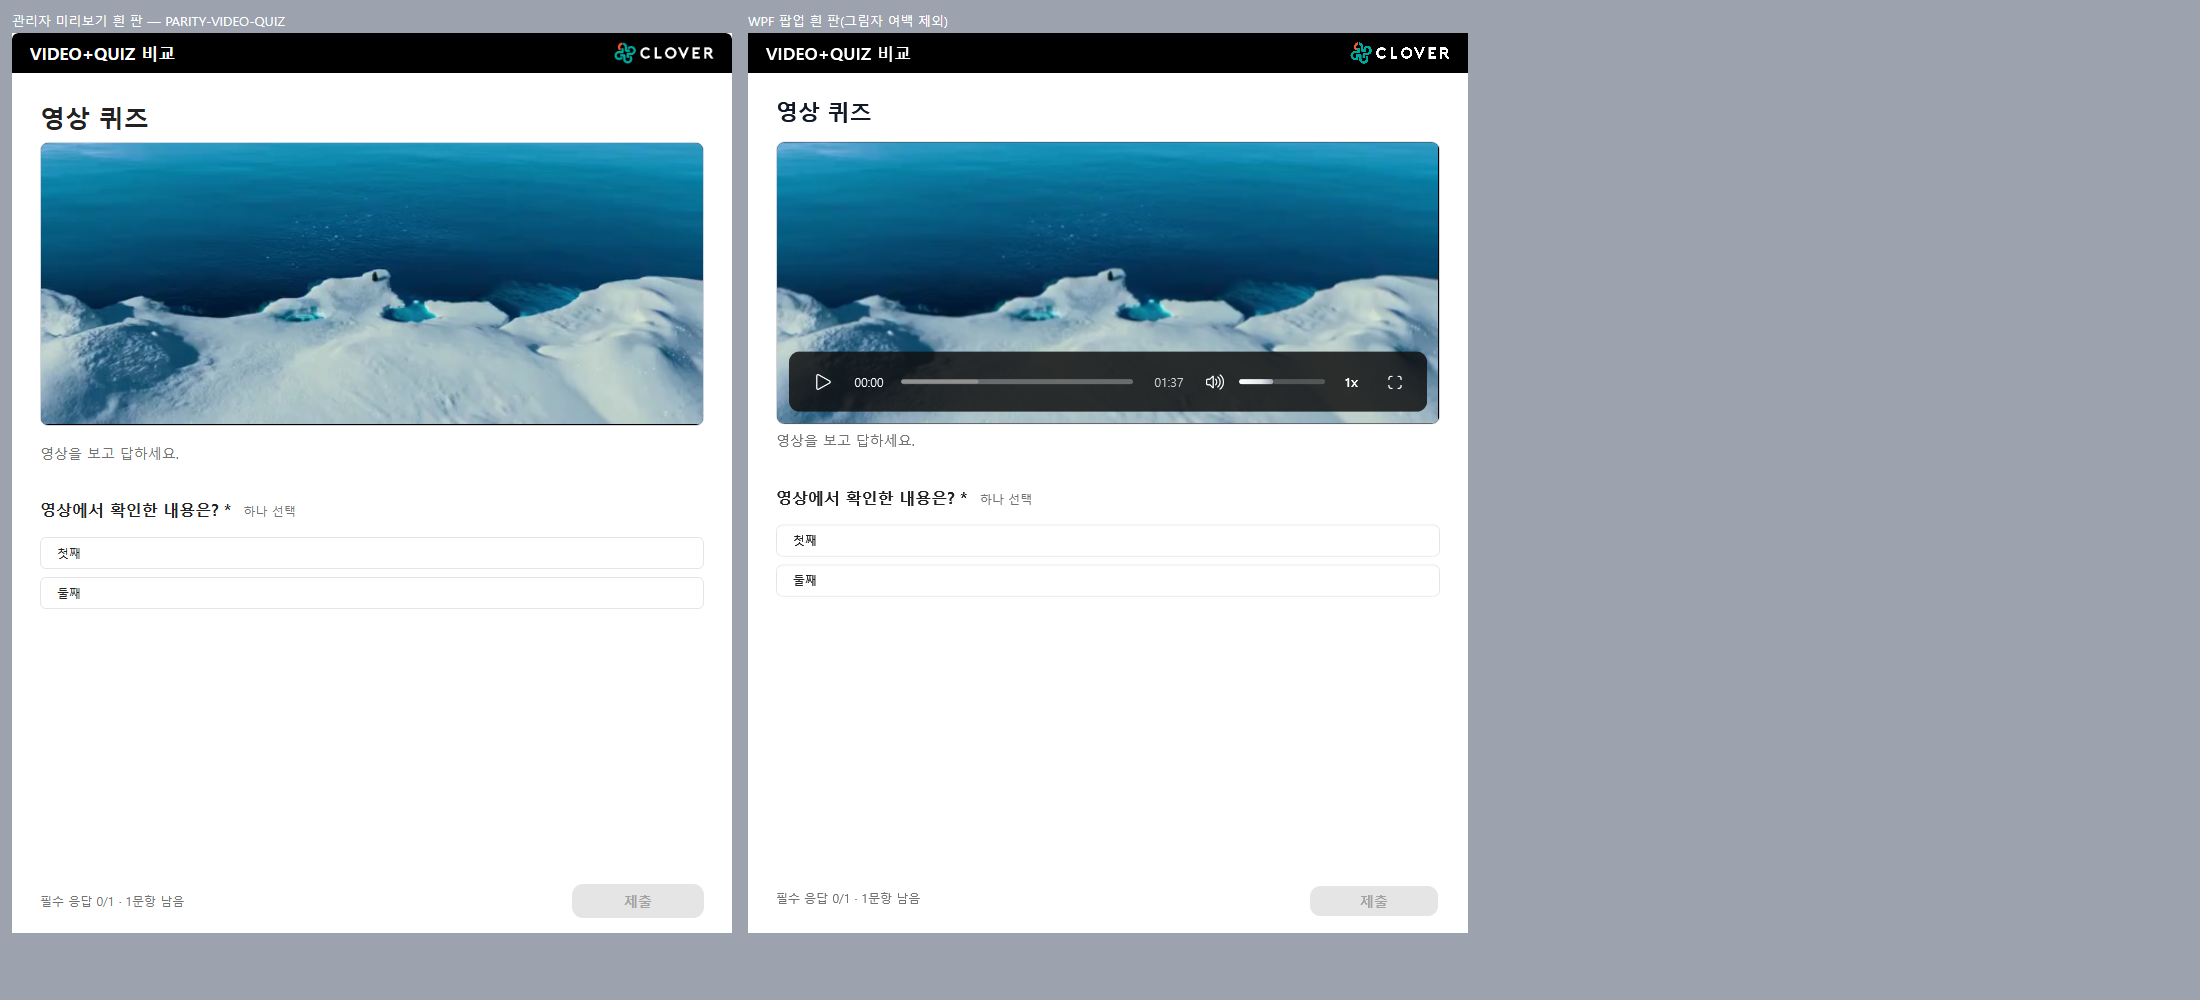 관리자 미리보기 흰 판 — PARITY-VIDEO-QUIZ
VIDEO+QUIZ 비교
CLOVER
영상 퀴즈
영상을 보고 답하세요.
영상에서 확인한 내용은? * 하나 선택
첫째
둘째
필수 응답 0/1 · 1문항 남음
제출
WPF 팝업 흰 판(그림자 여백 제외)
VIDEO+QUIZ 비교
CLOVER
영상 퀴즈
00:00
01:37
1x
영상을 보고 답하세요.
영상에서 확인한 내용은? * 하나 선택
첫째
둘째
필수 응답 0/1 · 1문항 남음
제출